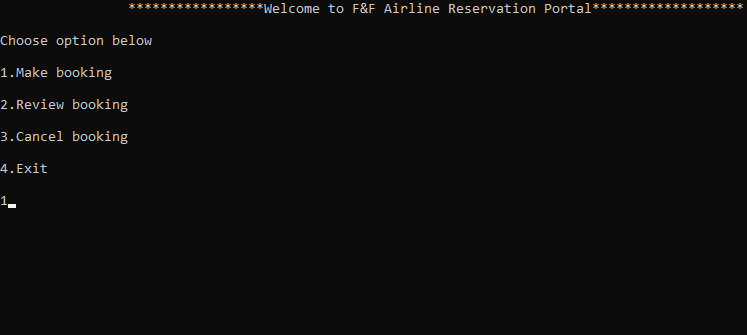 *****************Welcome to F&F Airline Reservation Portal*******************
Choose option below
1.Make booking
2.Review booking
3.Cancel booking
4.Exit
1